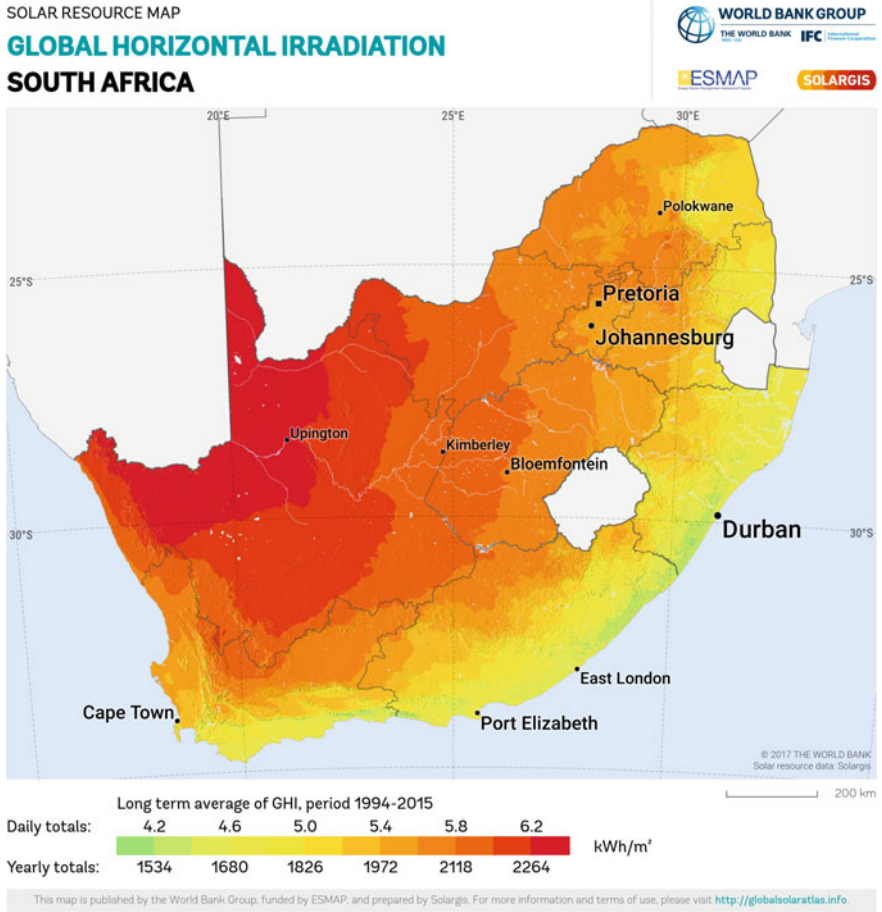 SOLAR RESOURCE MAP
GLOBAL HORIZONTAL IRRADIATION
SOUTH AFRICA
WORLD BANK GROUP
THE WORLD BANK
IFC International Finance Corporation
ESMAP
SOLARGIS
20°E
25°E
30°E
Polokwane
25°S
25°S
Pretoria
Johannesburg
Upington
Kimberley
Bloemfontein
30°S
Durban
30°S
East London
Cape Town
Port Elizabeth
© 2017 THE WORLD BANK
Solar resource data: Solargis
200 km
Long term average of GHI, period 1994-2015
Daily totals: 4.2 4.6 5.0 5.4 5.8 6.2
kWh/m²
Yearly totals: 1534 1680 1826 1972 2118 2264
This map is published by the World Bank Group, funded by ESMAP, and prepared by Solargis. For more information and terms of use, please visit http://globalsolaratlas.info.